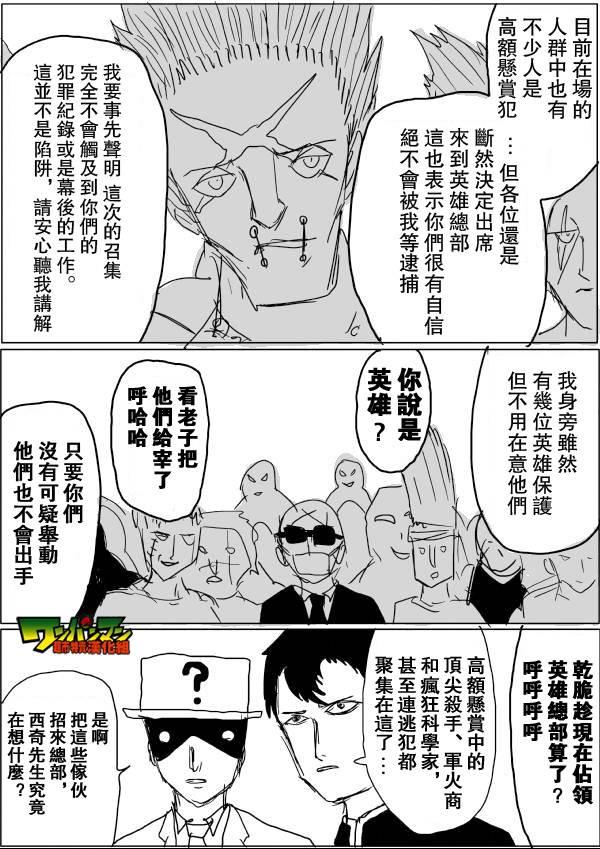 目前在場的
人群中也有
不少人是
高額懸賞犯
…但各位還是
斷然決定出席
來到英雄總部
這也表示你們很有自信
絕不會被我等逮捕
我要事先聲明 這次的召集
完全不會觸及到你們的
犯罪紀錄或是幕後的工作。
這並不是陷阱，請安心聽我講解
我身旁雖然
有幾位英雄保護
但不用在意他們
你說是
英雄？
看老子把
他們給宰了
呼哈哈
只要你們
沒有可疑舉動
他們也不會出手
乾脆趁現在佔領
英雄總部算了？
呼呼呼呼
高額懸賞中的
頂尖殺手、軍火商
和瘋狂科學家，
甚至連逃犯都
聚集在這了…
?
是啊
把這些傢伙
招來總部，
西奇先生究竟
在想什麼？
ワンパンマン
漢化組